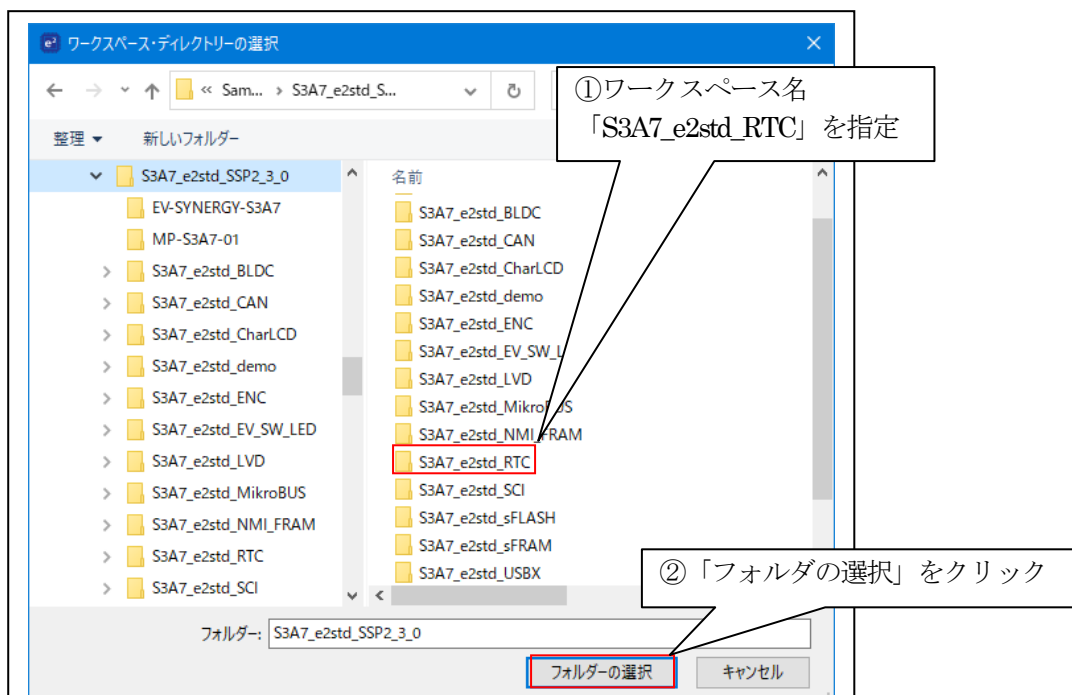 e² ワークスペース・ディレクトリーの選択
« Sam... › S3A7_e2std_S...
①ワークスペース名
「S3A7_e2std_RTC」を指定
整理 新しいフォルダー
S3A7_e2std_SSP2_3_0
EV-SYNERGY-S3A7
MP-S3A7-01
S3A7_e2std_BLDC
S3A7_e2std_CAN
S3A7_e2std_CharLCD
S3A7_e2std_demo
S3A7_e2std_ENC
S3A7_e2std_EV_SW_LED
S3A7_e2std_LVD
S3A7_e2std_MikroBUS
S3A7_e2std_NMI_FRAM
S3A7_e2std_RTC
S3A7_e2std_SCI
名前
S3A7_e2std_BLDC
S3A7_e2std_CAN
S3A7_e2std_CharLCD
S3A7_e2std_demo
S3A7_e2std_ENC
S3A7_e2std_EV_SW_L
S3A7_e2std_LVD
S3A7_e2std_MikroBUS
S3A7_e2std_NMI_FRAM
S3A7_e2std_RTC
S3A7_e2std_SCI
S3A7_e2std_sFLASH
S3A7_e2std_sFRAM
S3A7_e2std_USBX
②「フォルダの選択」をクリック
フォルダー: S3A7_e2std_SSP2_3_0
フォルダーの選択 キャンセル